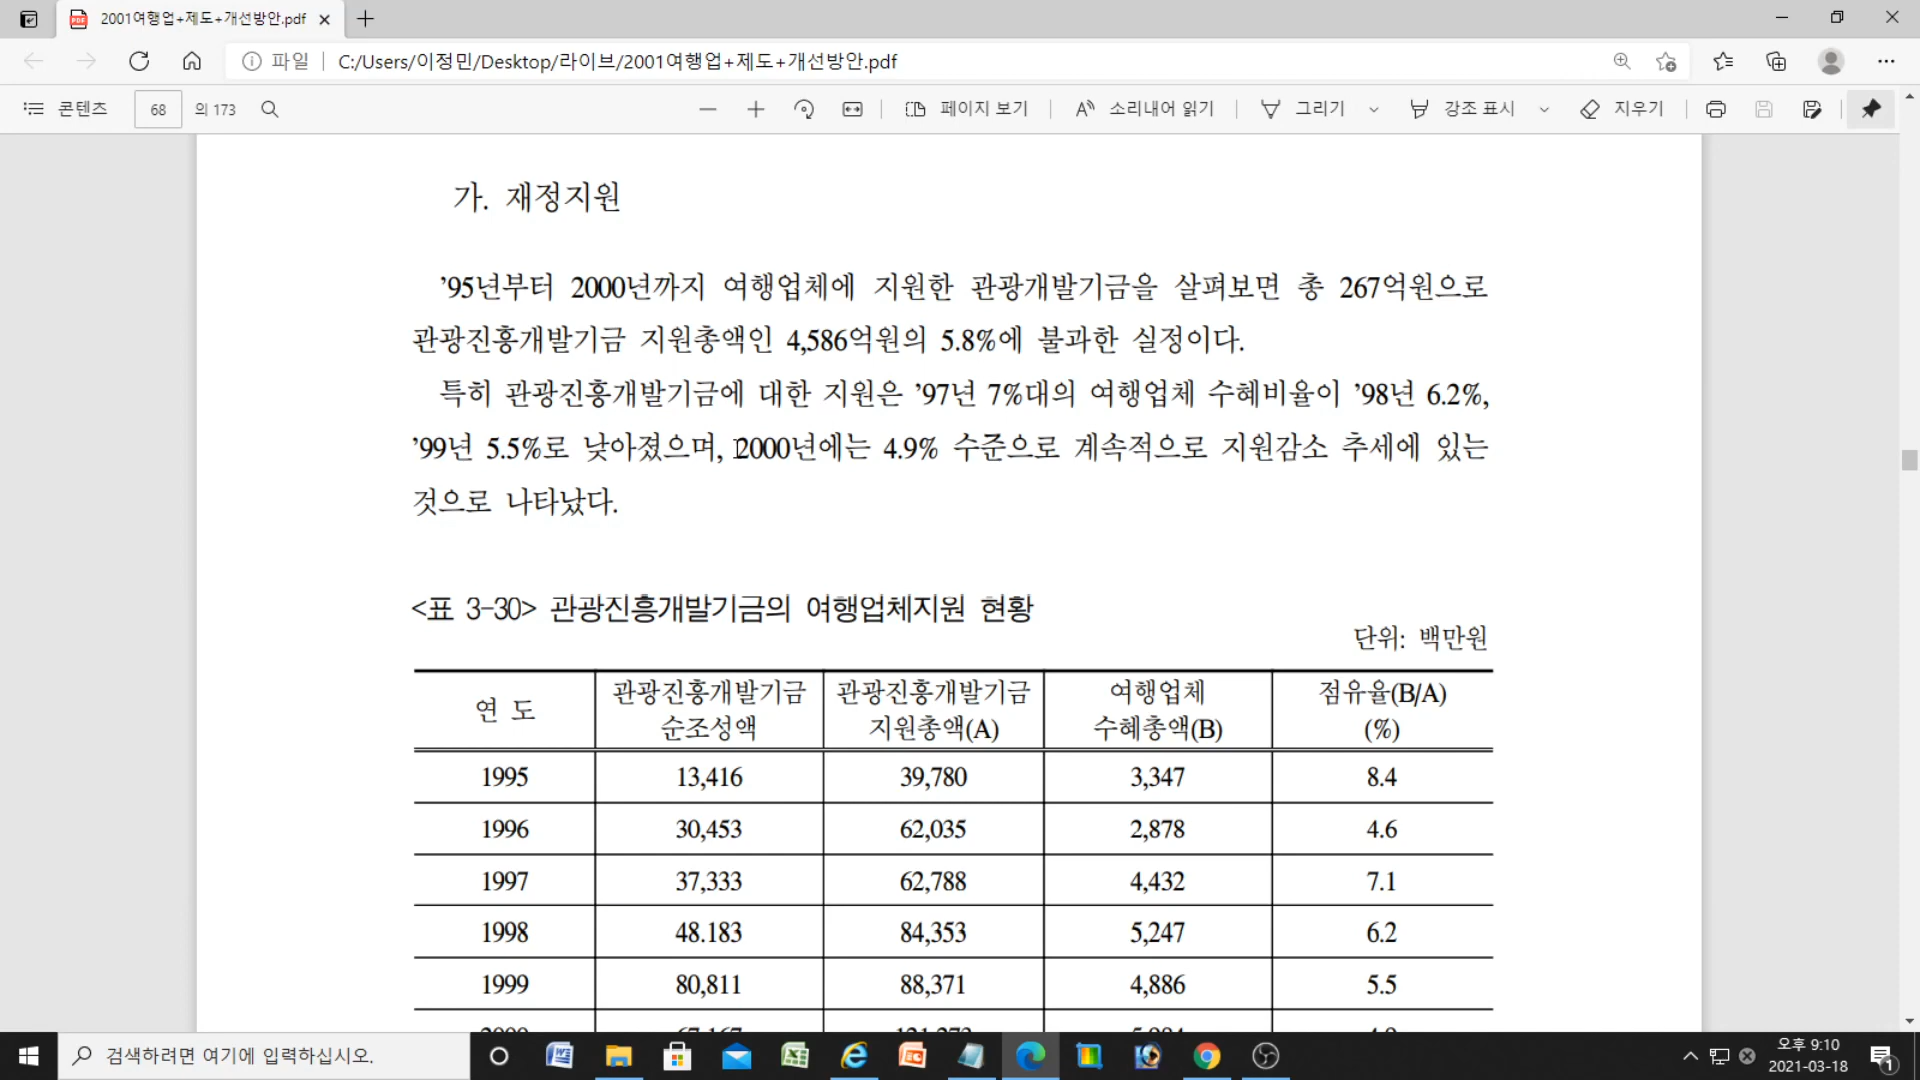 2001여행업+제도+개선방안.pdf
파일 C:/Users/이정민/Desktop/라이브/2001여행업+제도+개선방안.pdf
콘텐츠 68 의 173 페이지 보기 소리내어 읽기 그리기 강조 표시 지우기
가. 재정지원
’95년부터 2000년까지 여행업체에 지원한 관광개발기금을 살펴보면 총 267억원으로
관광진흥개발기금 지원총액인 4,586억원의 5.8%에 불과한 실정이다.
특히 관광진흥개발기금에 대한 지원은 ’97년 7%대의 여행업체 수혜비율이 ’98년 6.2%,
’99년 5.5%로 낮아졌으며, 2000년에는 4.9% 수준으로 계속적으로 지원감소 추세에 있는
것으로 나타났다.
<표 3-30> 관광진흥개발기금의 여행업체지원 현황
단위: 백만원
연 도 관광진흥개발기금 순조성액 관광진흥개발기금 지원총액(A) 여행업체 수혜총액(B) 점유율(B/A) (%)
1995 13,416 39,780 3,347 8.4
1996 30,453 62,035 2,878 4.6
1997 37,333 62,788 4,432 7.1
1998 48.183 84,353 5,247 6.2
1999 80,811 88,371 4,886 5.5
검색하려면 여기에 입력하십시오.
오후 9:10
2021-03-18
1